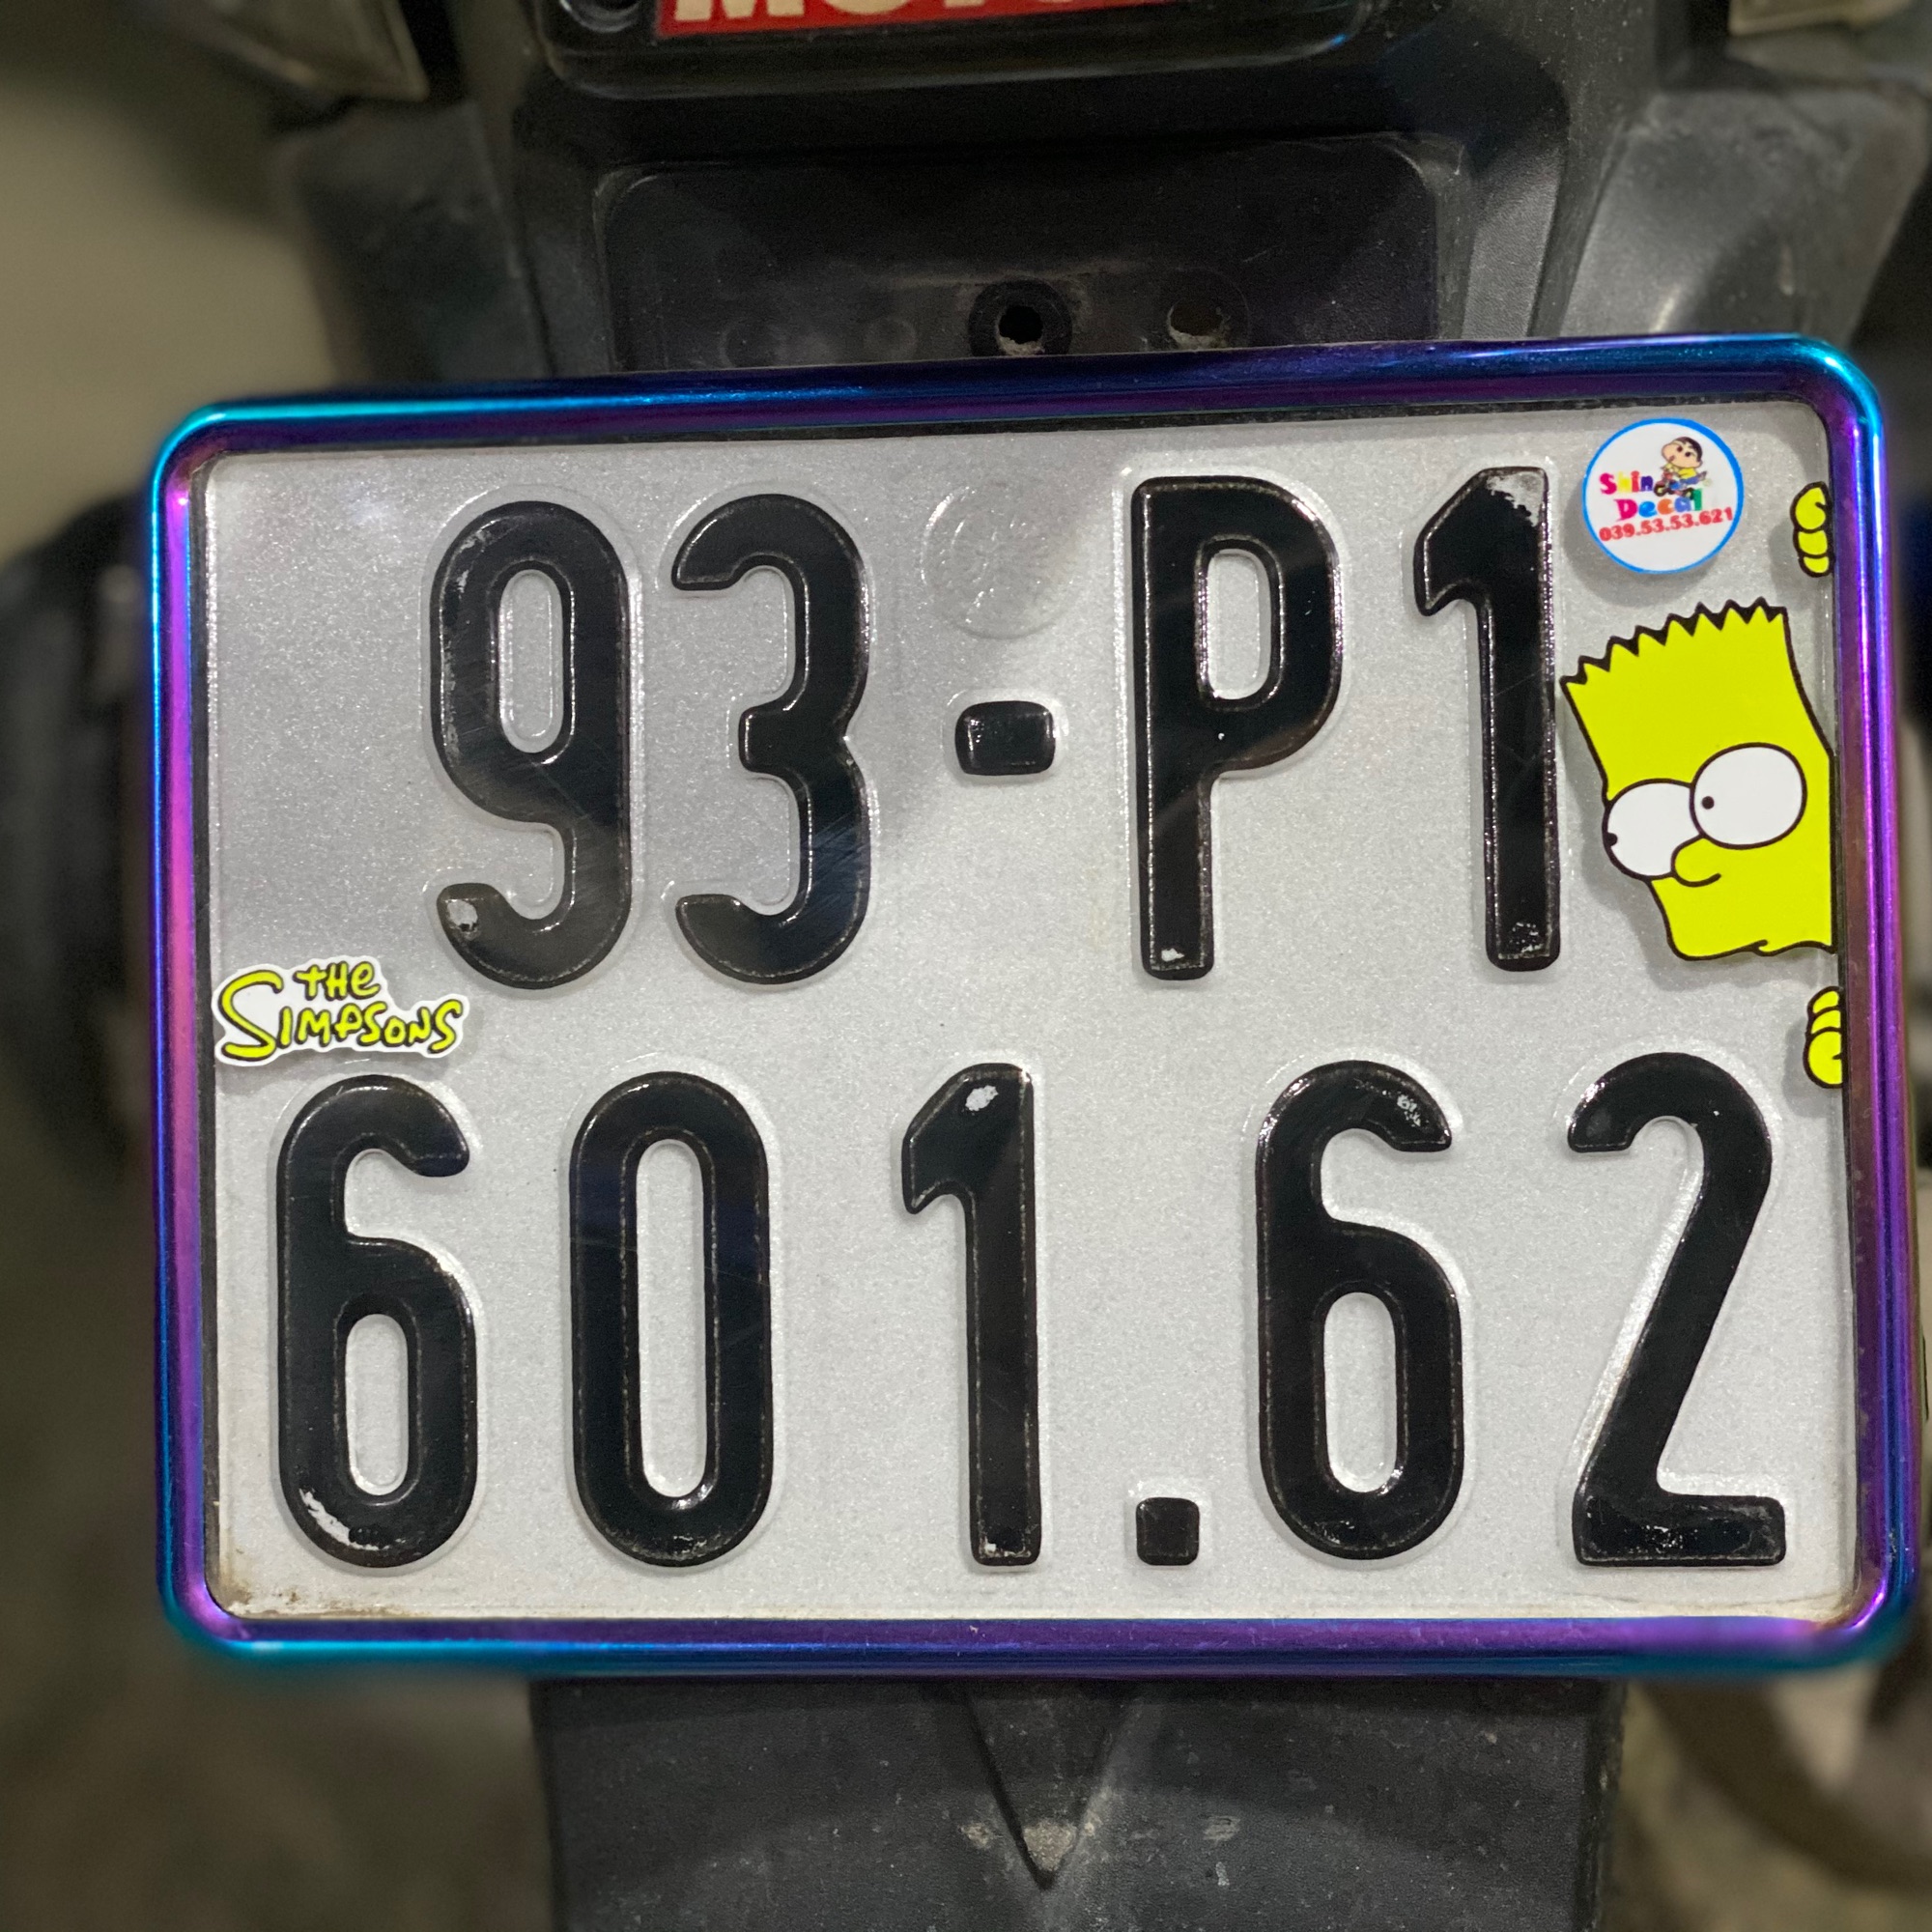 93-P1
Shin
Decal
039.53.53.621
THE
SIMPSONS
601.62